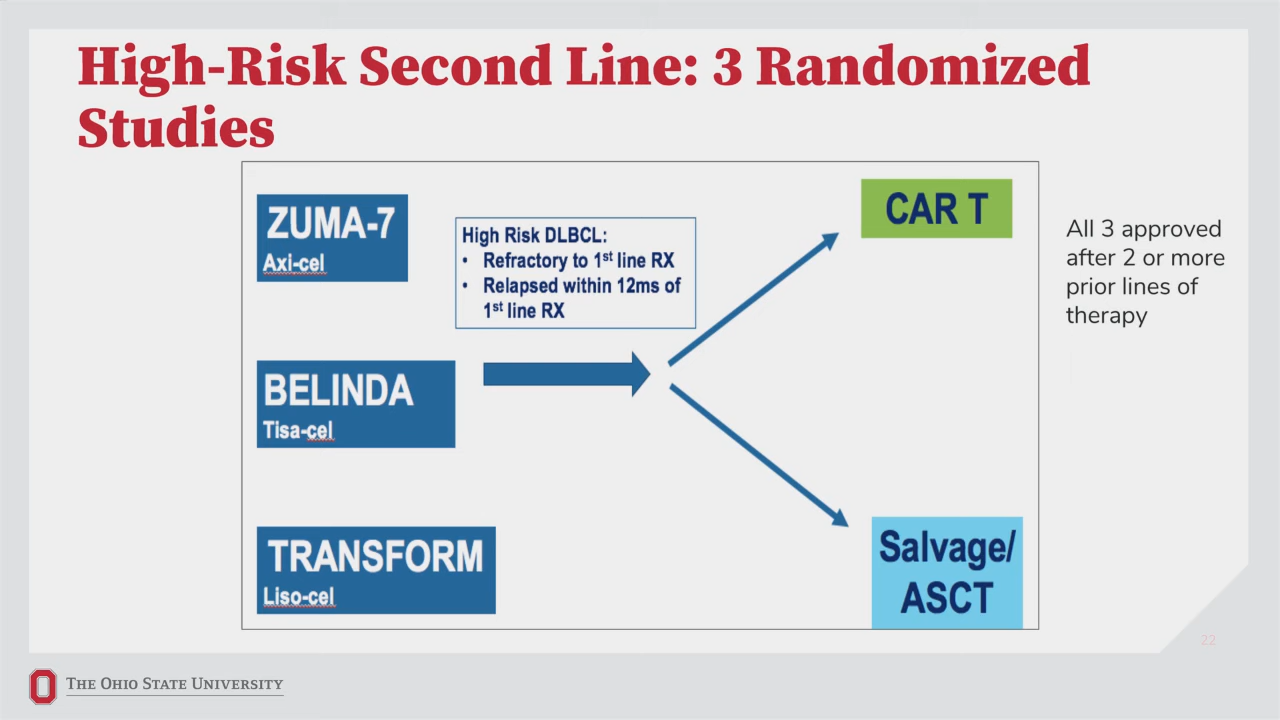 High-Risk Second Line: 3 Randomized
Studies
ZUMA-7
Axi-cel
High Risk DLBCL:
• Refractory to 1st line RX
• Relapsed within 12ms of
1st line RX
CAR T
All 3 approved
after 2 or more
prior lines of
therapy
BELINDA
Tisa-cel
TRANSFORM
Liso-cel
Salvage/
ASCT
22
THE OHIO STATE UNIVERSITY